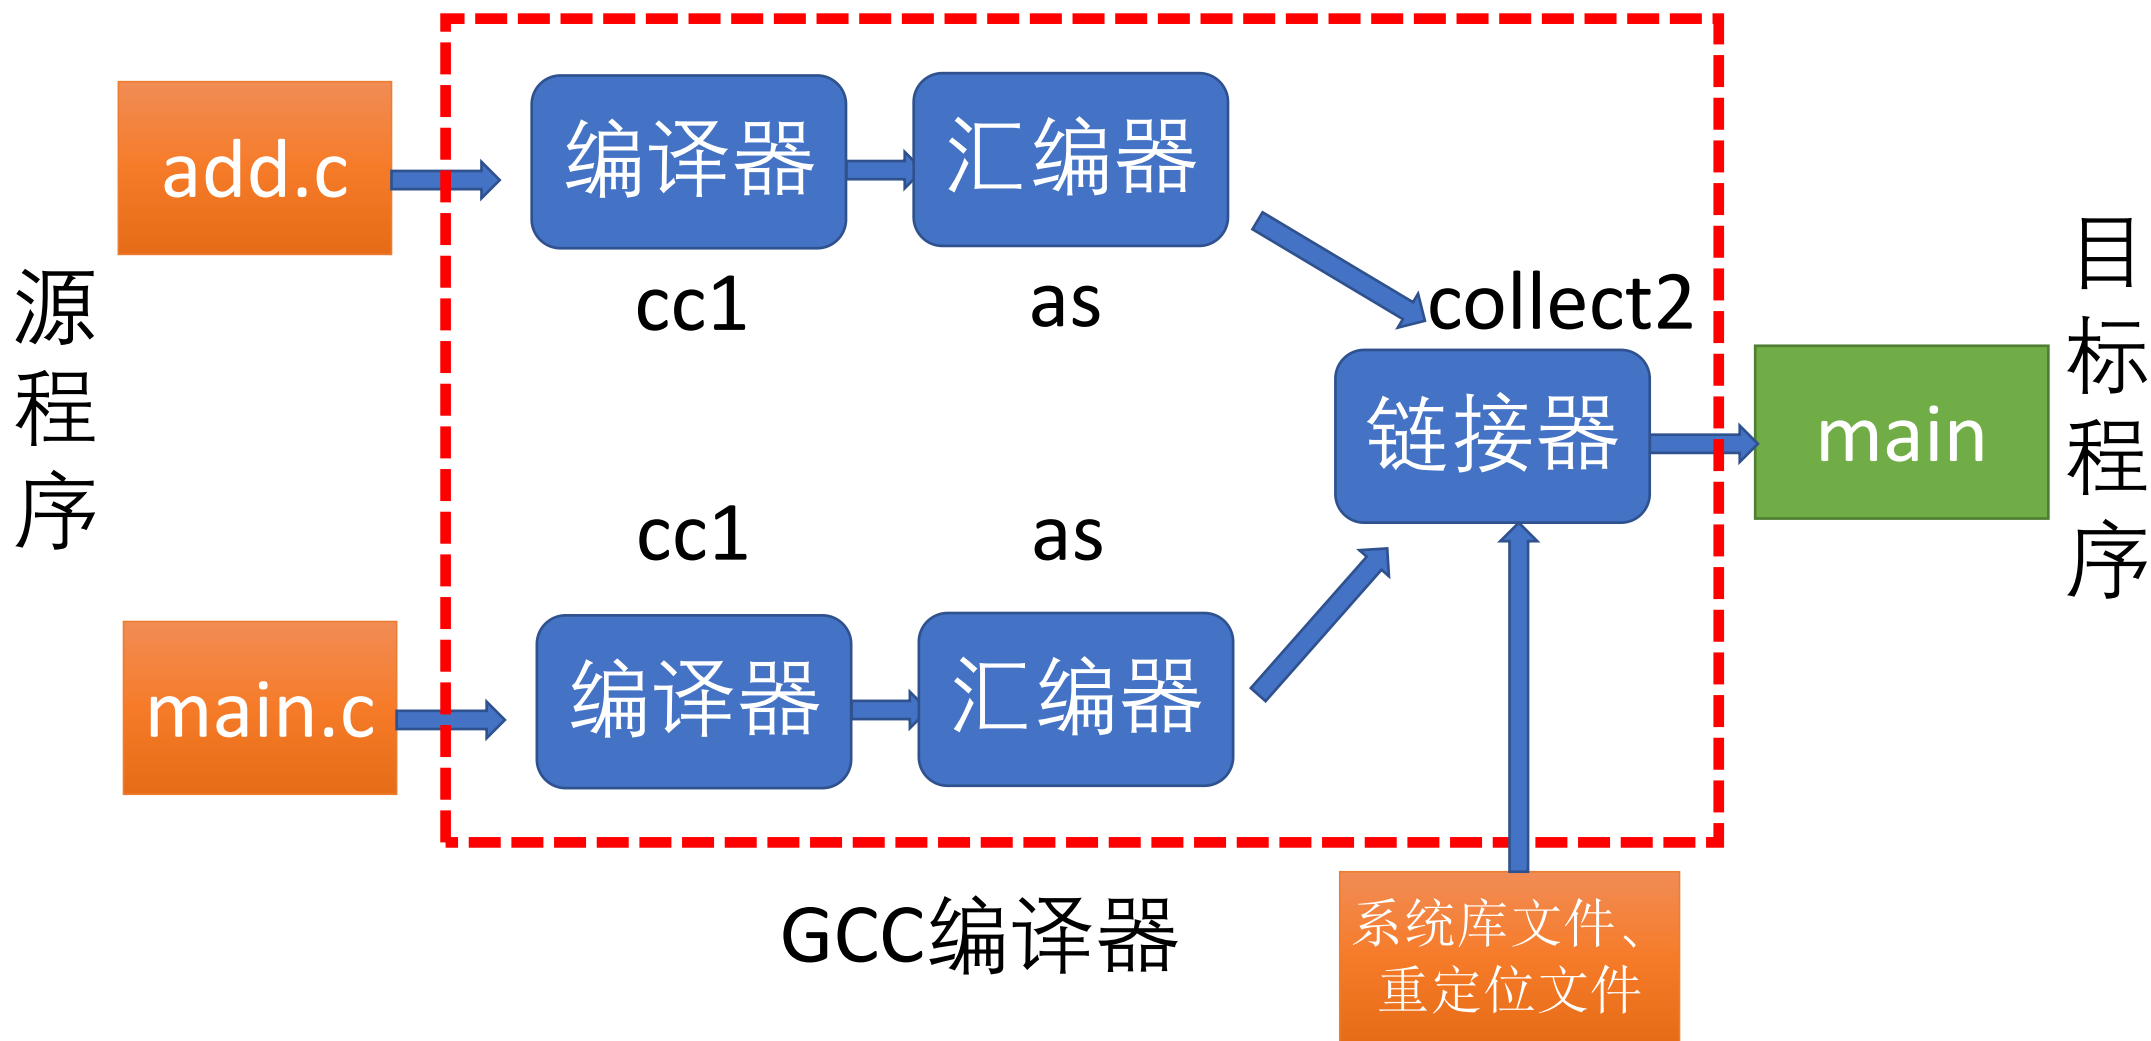 源程序
add.c
编译器
cc1
汇编器
as
collect2
链接器
main
目标程序
cc1
as
main.c
编译器
汇编器
GCC编译器
系统库文件、
重定位文件